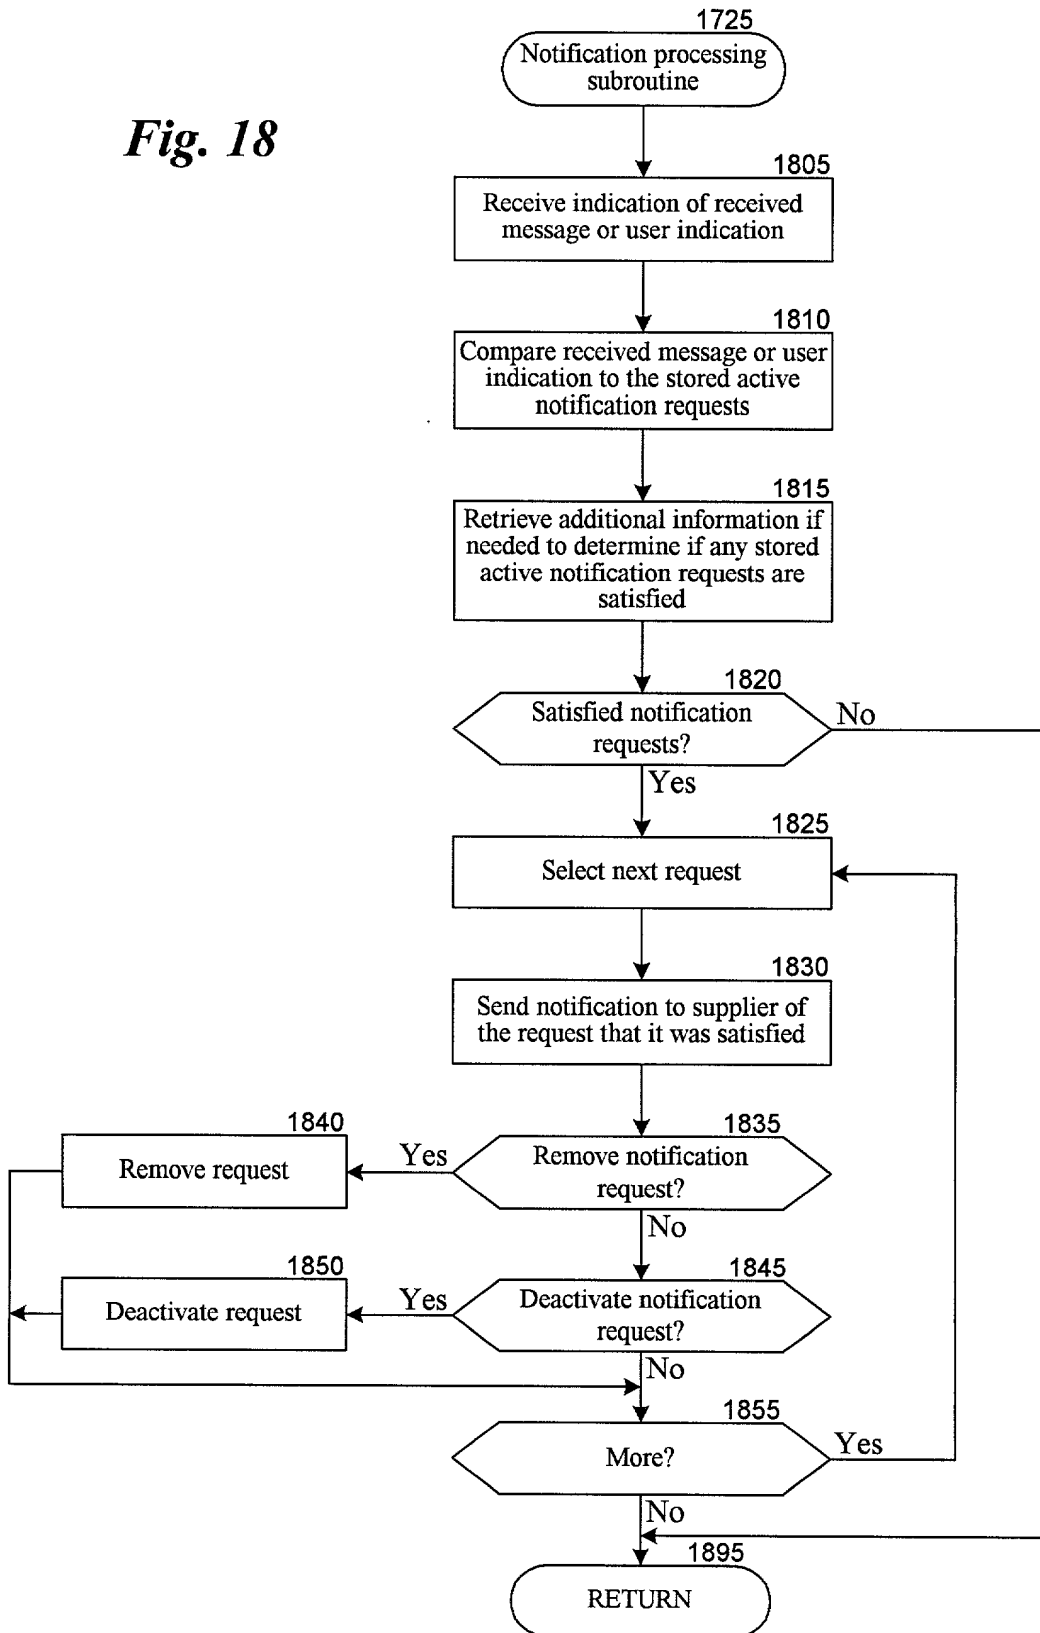 1725
Notification processing
subroutine
Fig. 18
1805
Receive indication of received
message or user indication
1810
Compare received message or user
indication to the stored active
notification requests
1815
Retrieve additional information if
needed to determine if any stored
active notification requests are
satisfied
1820
Satisfied notification
requests?
No
Yes
1825
Select next request
1830
Send notification to supplier of
the request that it was satisfied
1840
Remove request
Yes
1835
Remove notification
request?
No
1850
Deactivate request
Yes
1845
Deactivate notification
request?
No
1855
More?
Yes
No
1895
RETURN